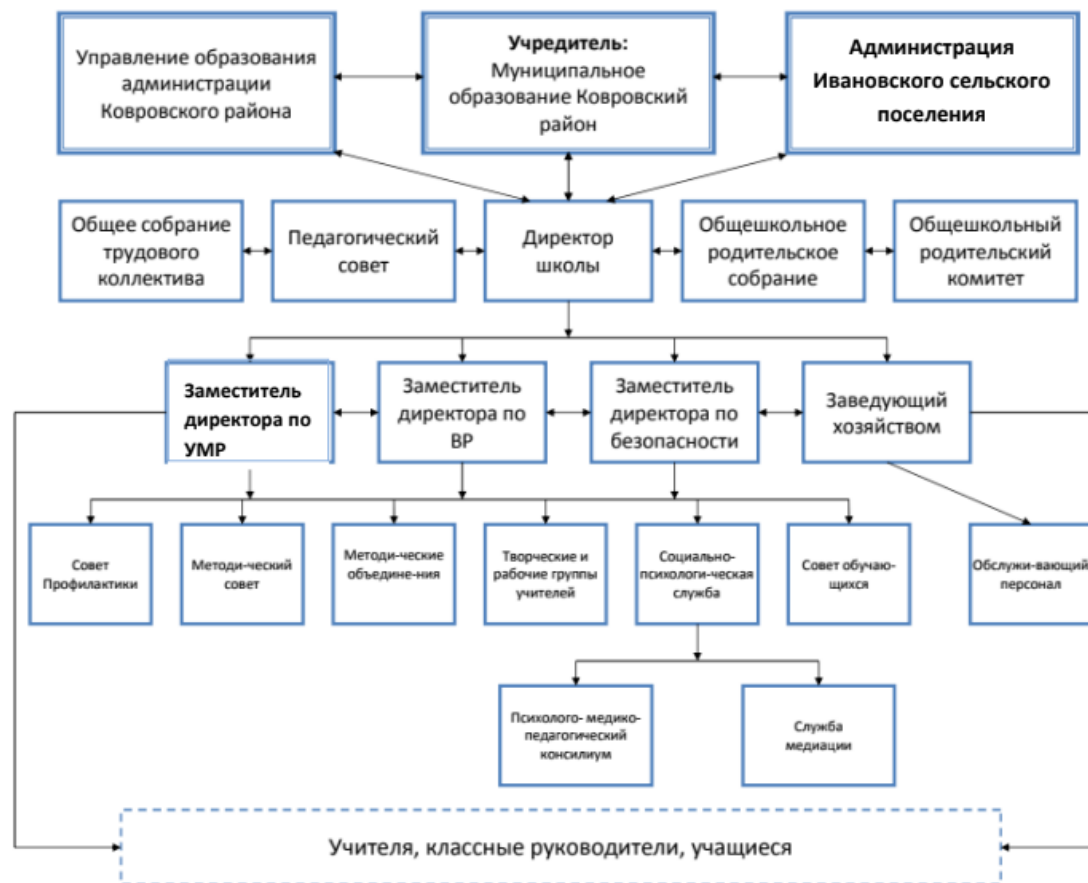 Управление образования
администрации
Ковровского района
Учредитель:
Муниципальное
образование Ковровский
район
Администрация
Ивановского сельского
поселения
Общее собрание
трудового
коллектива
Педагогический
совет
Директор
школы
Общешкольное
родительское
собрание
Общешкольный
родительский
комитет
Заместитель
директора по
УМР
Заместитель
директора по
ВР
Заместитель
директора по
безопасности
Заведующий
хозяйством
Совет
Профилактики
Методи-ческий
совет
Методи-ческие
объедине-ния
Творческие и
рабочие группы
учителей
Социально-
психологи-ческая
служба
Совет обучаю-
щихся
Обслужи-вающий
персонал
Психолого- медико-
педагогический
консилиум
Служба
медиации
Учителя, классные руководители, учащиеся